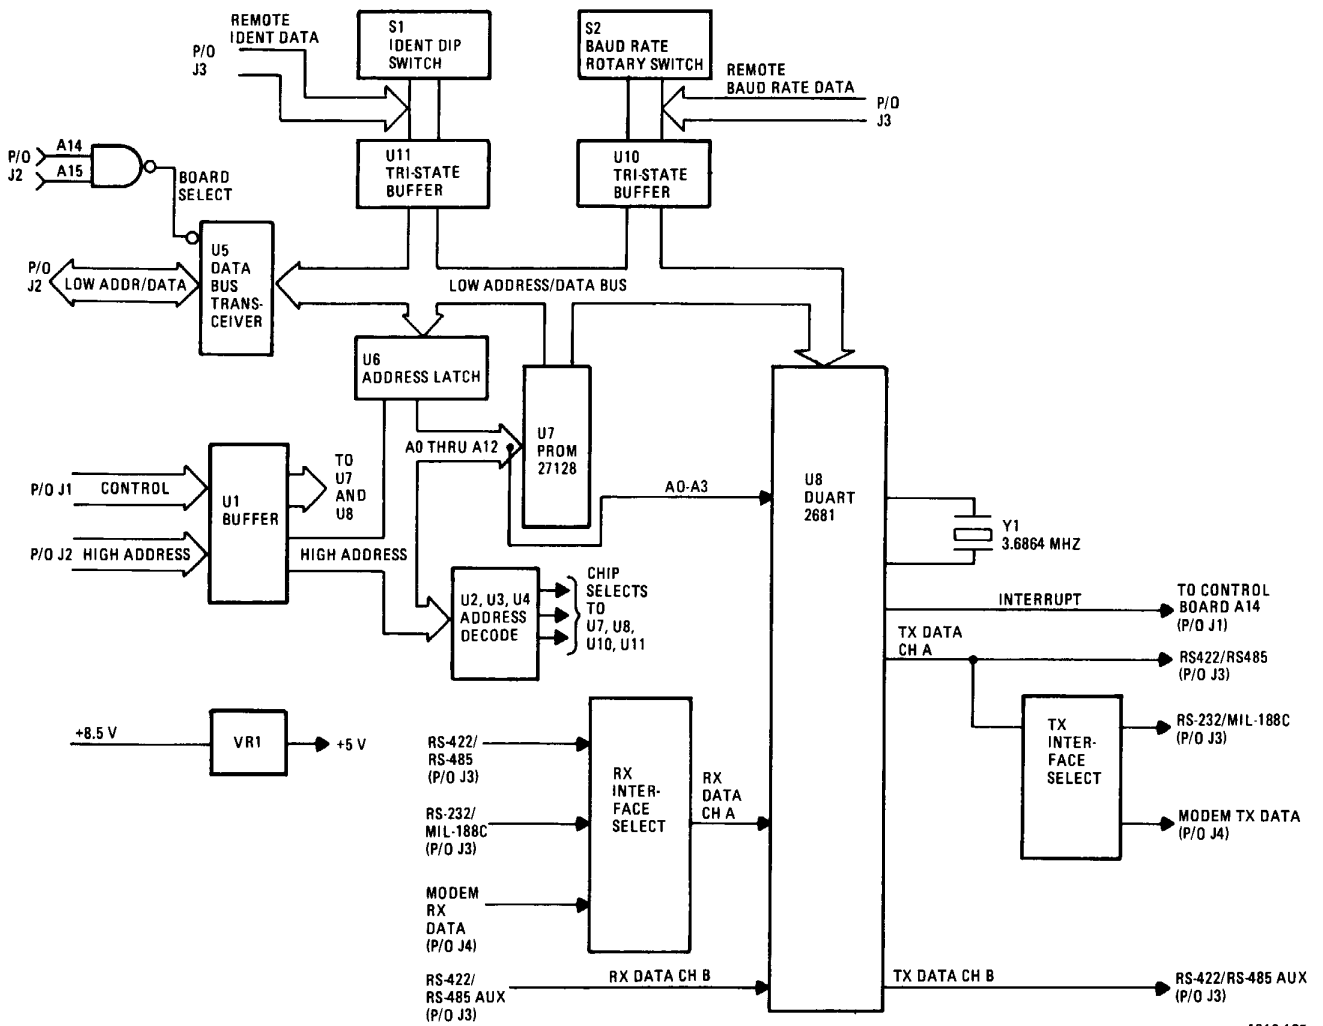 REMOTE
IDENT DATA
P/O
J3
S1
IDENT DIP
SWITCH
S2
BAUD RATE
ROTARY SWITCH
REMOTE
BAUD RATE DATA
P/O
J3
P/O
J2
A14
A15
BOARD
SELECT
U11
TRI-STATE
BUFFER
U10
TRI-STATE
BUFFER
P/O
J2
LOW ADDR/DATA
U5
DATA
BUS
TRANS-
CEIVER
LOW ADDRESS/DATA BUS
U6
ADDRESS LATCH
A0 THRU A12
U7
PROM
27128
U8
DUART
2681
A0-A3
Y1
3.6864 MHZ
P/O J1
CONTROL
U1
BUFFER
TO
U7
AND
U8
P/O J2
HIGH ADDRESS
HIGH ADDRESS
U2, U3, U4
ADDRESS
DECODE
CHIP
SELECTS
TO
U7, U8,
U10, U11
INTERRUPT
TO CONTROL
BOARD A14
(P/O J1)
TX DATA
CH A
RS422/RS485
(P/O J3)
TX
INTER-
FACE
SELECT
RS-232/MIL-188C
(P/O J3)
MODEM TX DATA
(P/O J4)
+8.5 V
VR1
+5 V
RS-422/
RS-485
(P/O J3)
RS-232/
MIL-188C
(P/O J3)
MODEM
RX
DATA
(P/O J4)
RX
INTER-
FACE
SELECT
RX
DATA
CH A
RS-422/
RS-485 AUX
(P/O J3)
RX DATA CH B
TX DATA CH B
RS-422/RS-485 AUX
(P/O J3)